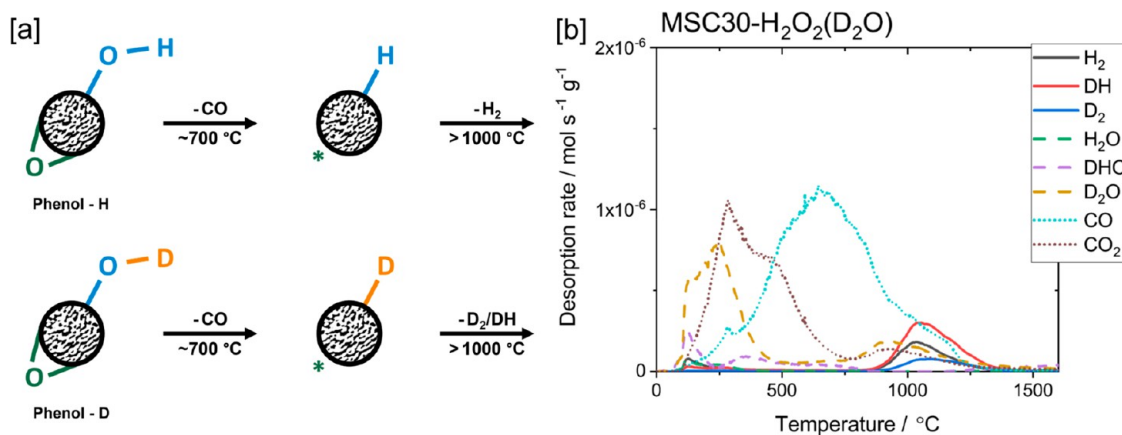 [a]
O
H
O
Phenol - H
- CO
~700 °C
H
*
- H₂
> 1000 °C
O
D
O
Phenol - D
- CO
~700 °C
D
*
- D₂/DH
> 1000 °C
[b]
MSC30-H₂O₂(D₂O)
Desorption rate / mol s⁻¹ g⁻¹
2x10⁻⁶
1x10⁻⁶
0
0
500
1000
1500
Temperature / °C
H₂
DH
D₂
H₂O
DHO
D₂O
CO
CO₂